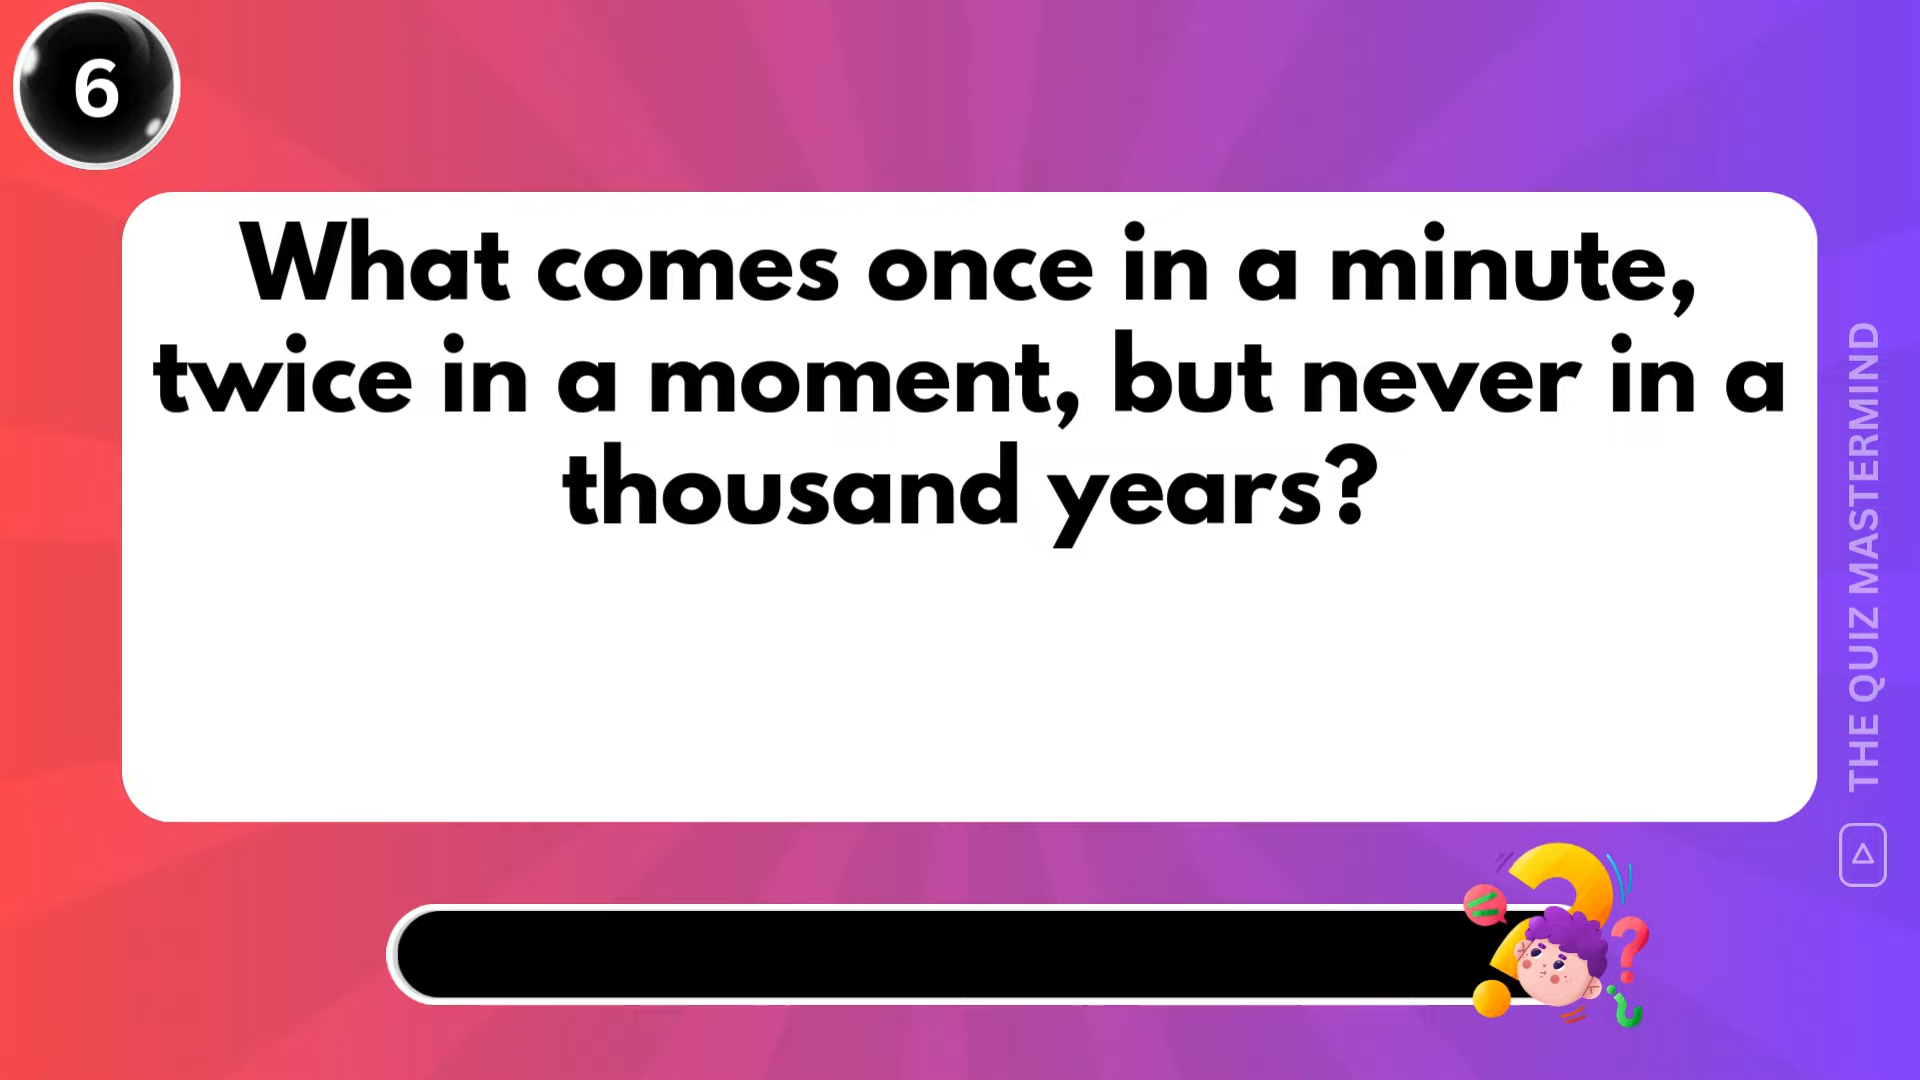 6
What comes once in a minute,
twice in a moment, but never in a
thousand years?
THE QUIZ MASTERMIND